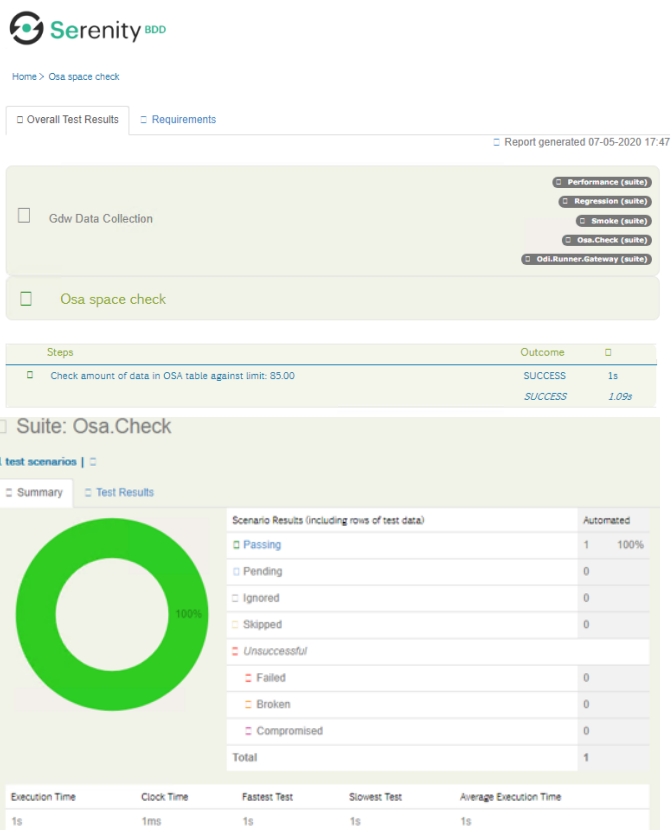 Serenity BDD
Home > Osa space check
Overall Test Results Requirements
Report generated 07-05-2020 17:47
Performance (suite)
Regression (suite)
Gdw Data Collection
Smoke (suite)
Osa.Check (suite)
Odi.Runner.Gateway (suite)
Osa space check
Steps Outcome
Check amount of data in OSA table against limit: 85.00 SUCCESS 1s
SUCCESS 1.09s
Suite: Osa.Check
1 test scenarios |
Summary Test Results
Scenario Results (including rows of test data) Automated
Passing 1 100%
Pending 0
Ignored 0
100%
Skipped 0
Unsuccessful
Failed 0
Broken 0
Compromised 0
Total 1
Execution Time Clock Time Fastest Test Slowest Test Average Execution Time
1s 1ms 1s 1s 1s